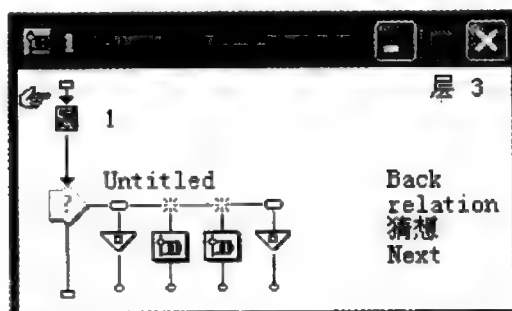 1
层 3
1
Untitled
?
Back
relation
猜想
Next